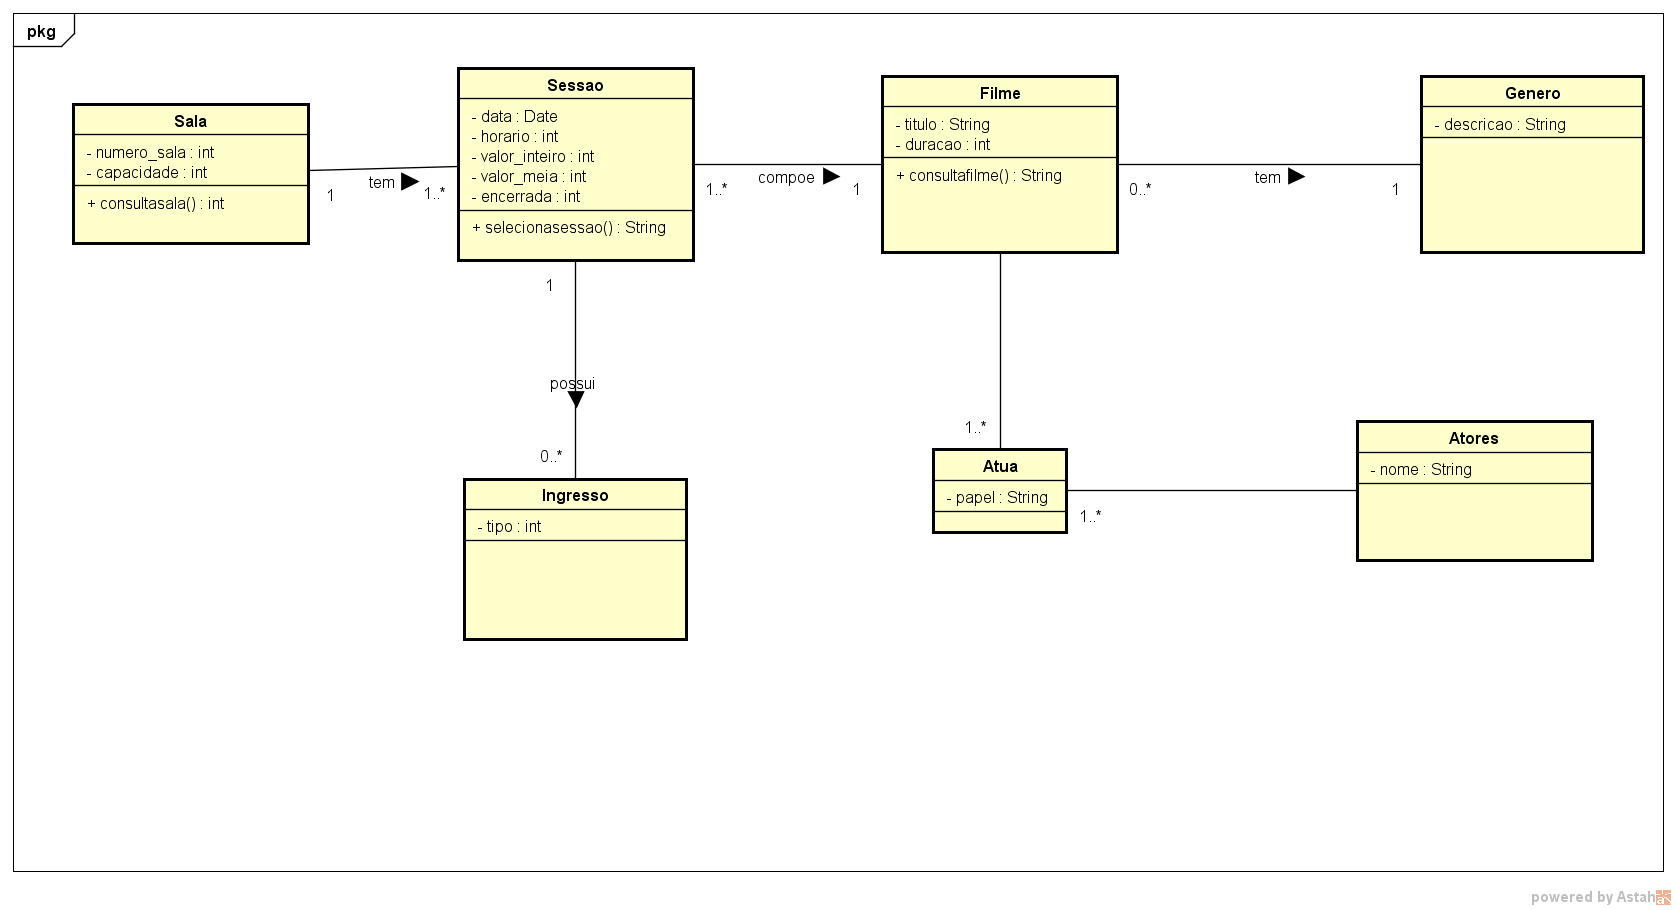 pkg
Sala
- numero_sala : int
- capacidade : int
+ consultasala() : int
1
tem
1..*
Sessao
- data : Date
- horario : int
- valor_inteiro : int
- valor_meia : int
- encerrada : int
+ selecionasessao() : String
1..*
compoe
1
Filme
- titulo : String
- duracao : int
+ consultafilme() : String
0..*
tem
1
Genero
- descricao : String
1
possui
0..*
Ingresso
- tipo : int
1..*
Atua
- papel : String
1..*
Atores
- nome : String
powered by Astah